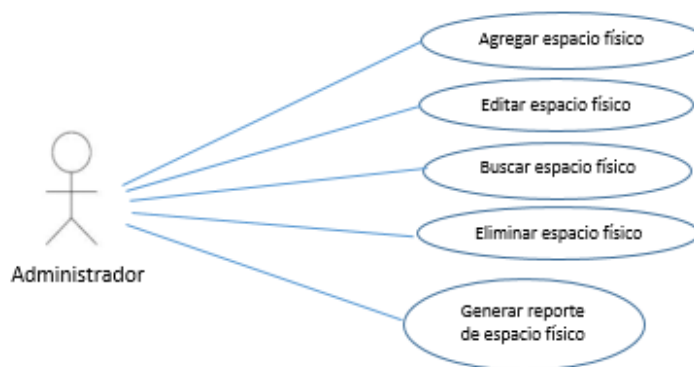 Agregar espacio físico
Editar espacio físico
Buscar espacio físico
Eliminar espacio físico
Administrador
Generar reporte
de espacio físico